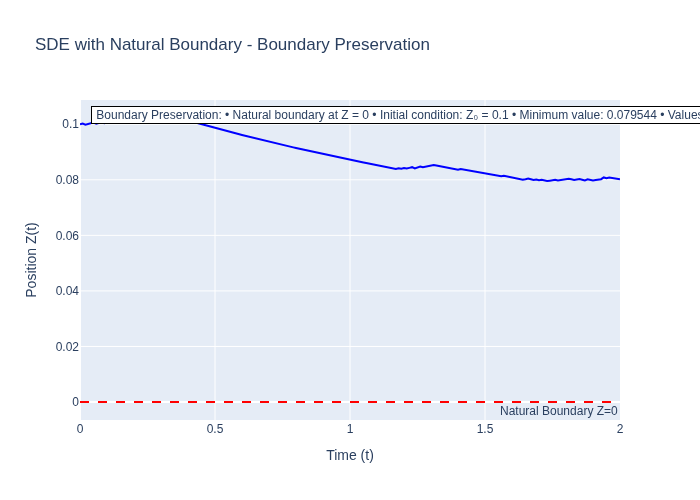 SDE with Natural Boundary - Boundary Preservation
Boundary Preservation: • Natural boundary at Z = 0 • Initial condition: Z₀ = 0.1 • Minimum value: 0.079544 • Values
0.1
0.08
0.06
0.04
0.02
0
Position Z(t)
Natural Boundary Z=0
0
0.5
1
1.5
2
Time (t)